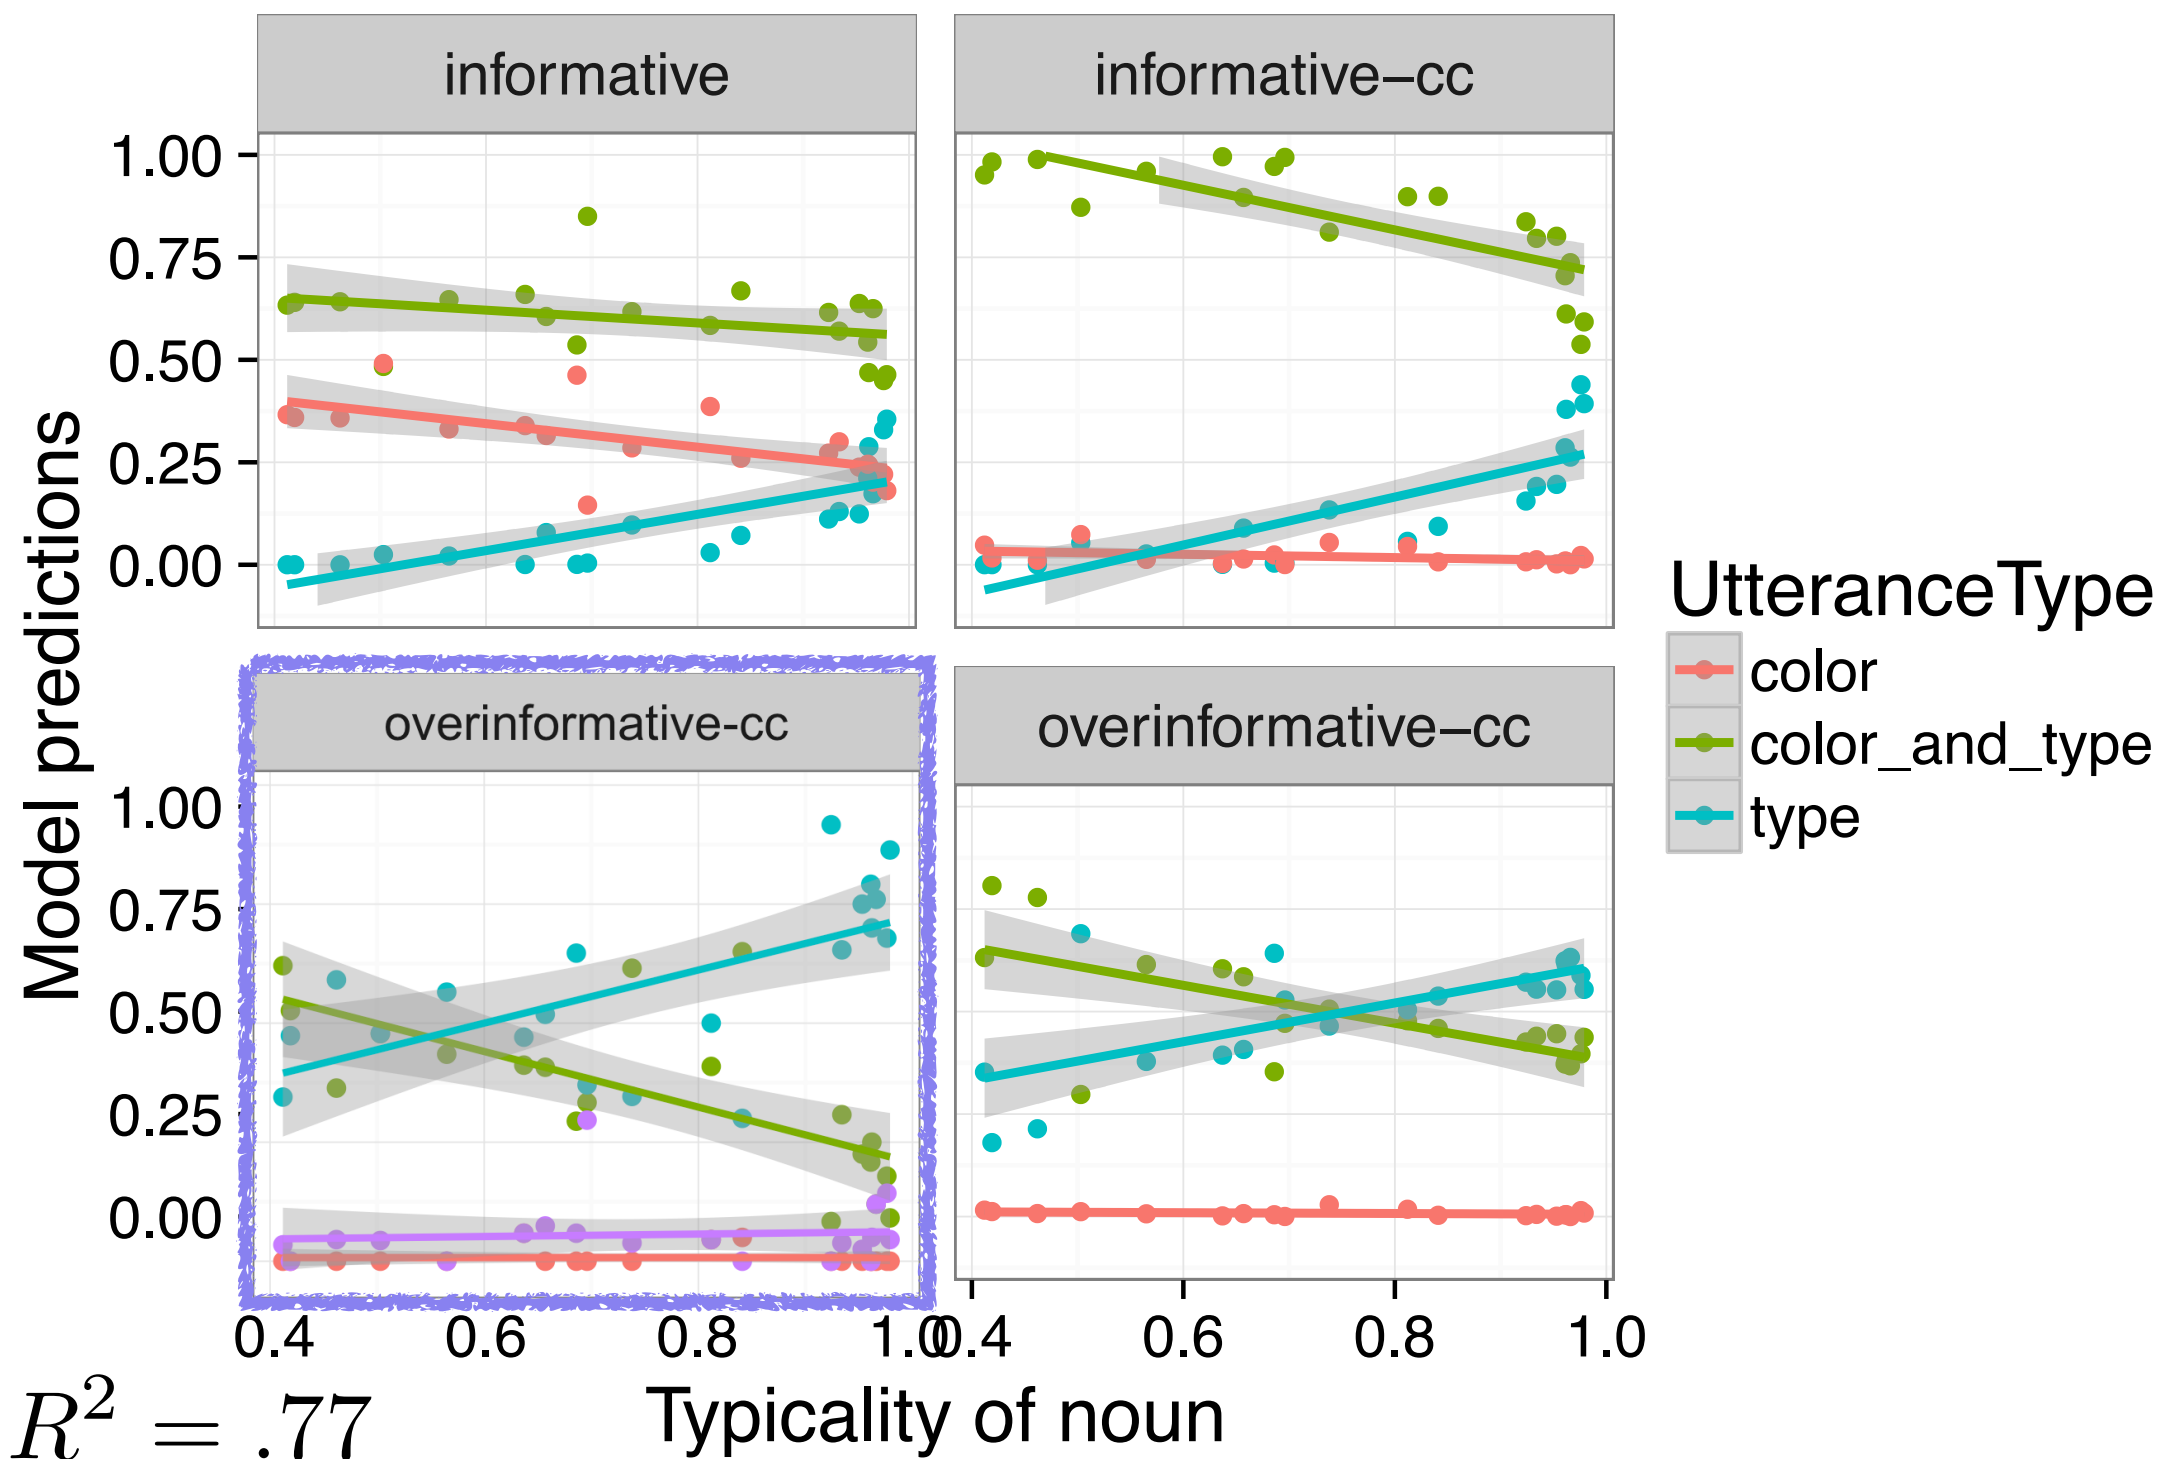 informative
informative−cc
1.00
0.75
0.50
0.25
0.00
Model predictions
overinformative-cc
overinformative−cc
1.00
0.75
0.50
0.25
0.00
0.4 0.6 0.8 1.0
0.4 0.6 0.8 1.0
Typicality of noun
R² = .77
UtteranceType
color
color_and_type
type